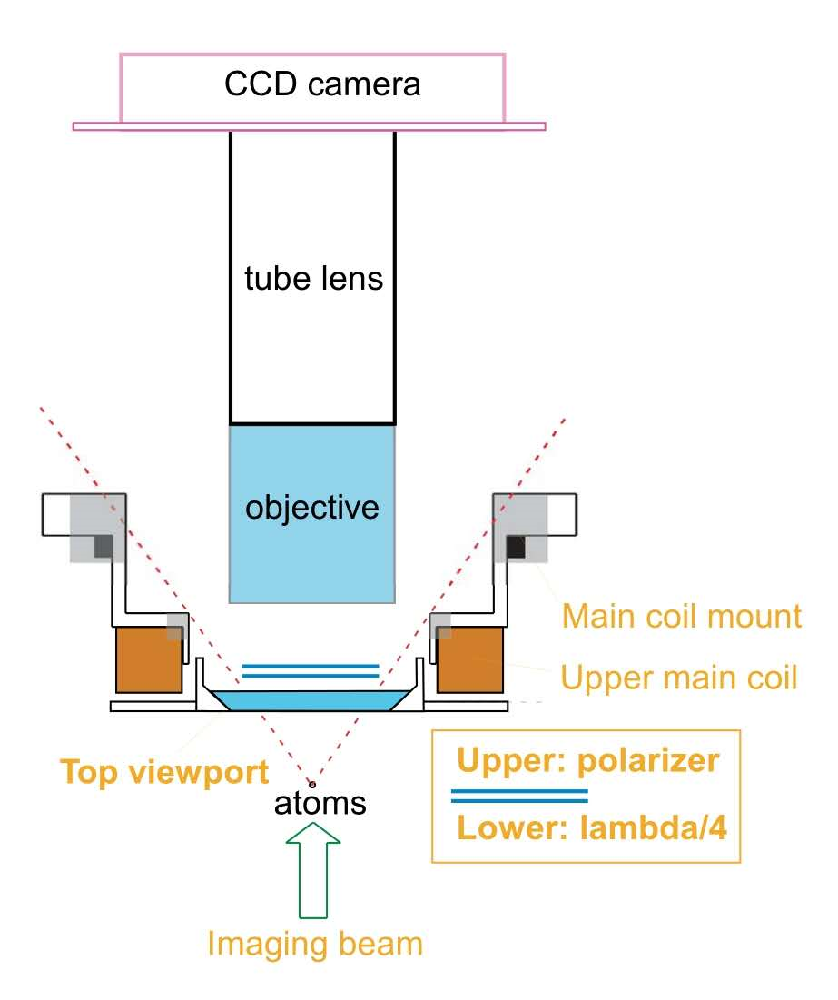 CCD camera
tube lens
objective
Main coil mount
Upper main coil
Top viewport
Upper: polarizer
Lower: lambda/4
atoms
Imaging beam